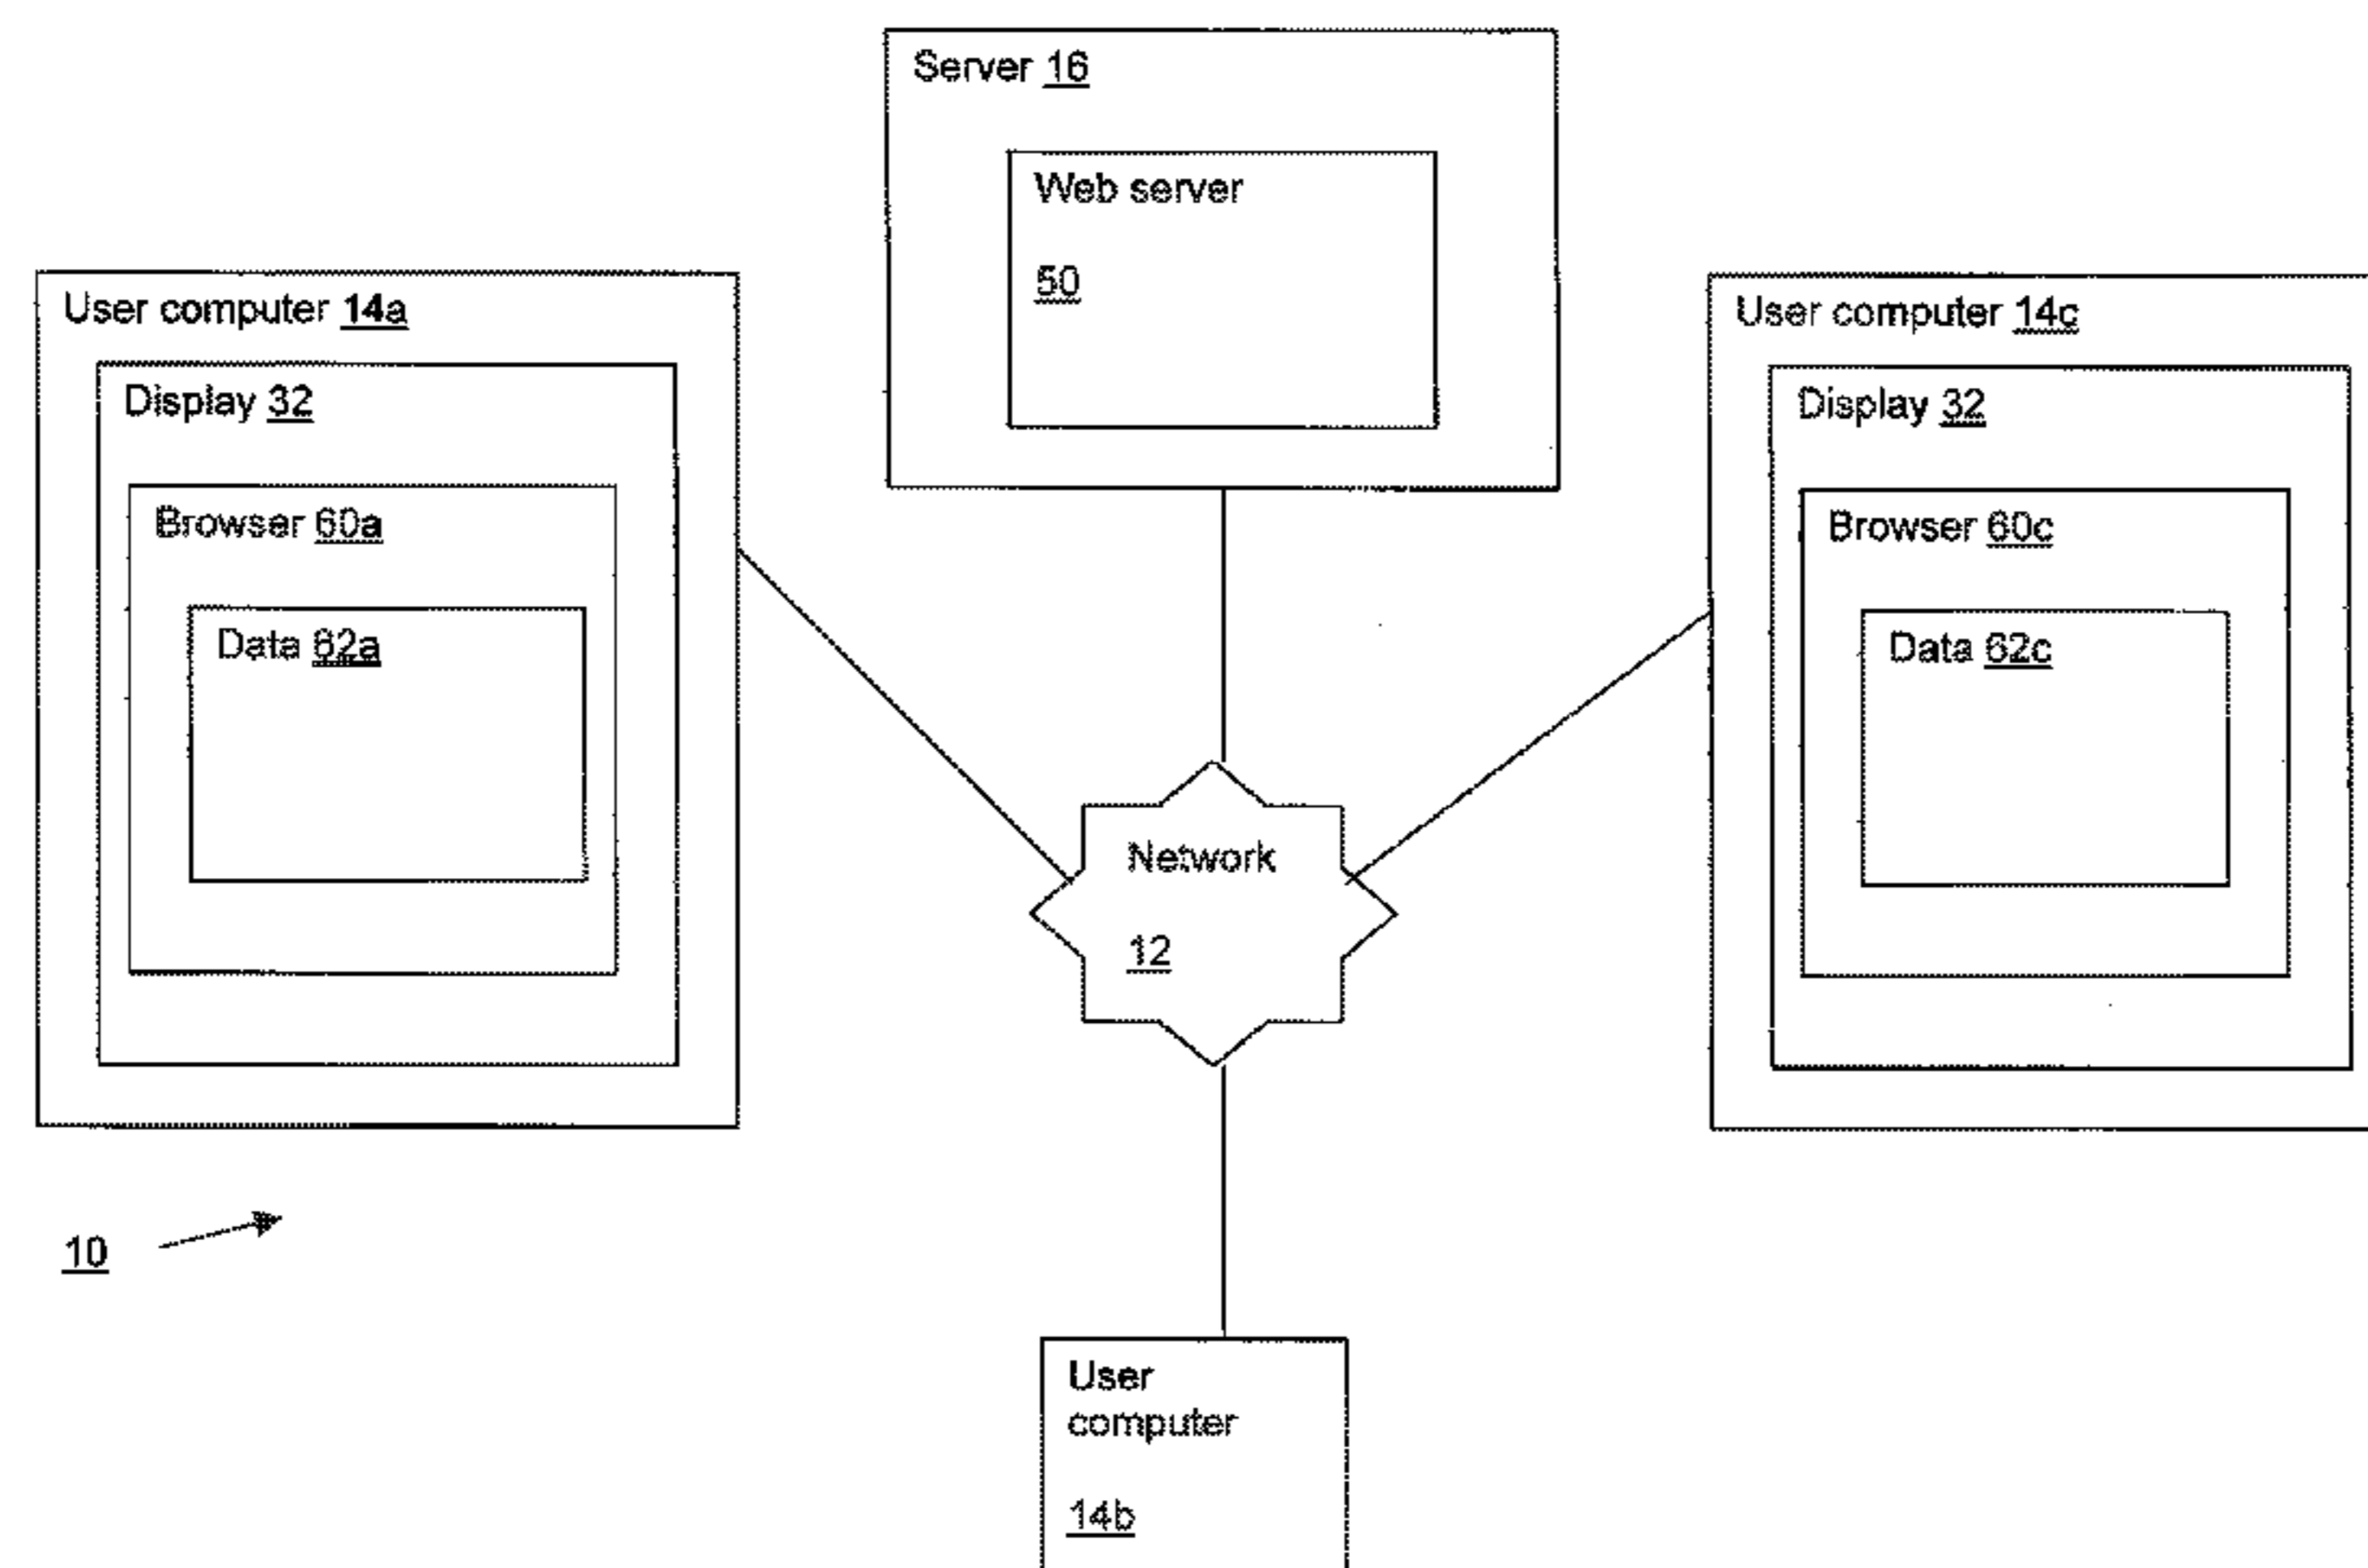 Server 16
Web server
50
User computer 14a
Display 32
Browser 60a
Data 62a
User computer 14c
Display 32
Browser 60c
Data 62c
Network
12
10
User
computer
14b